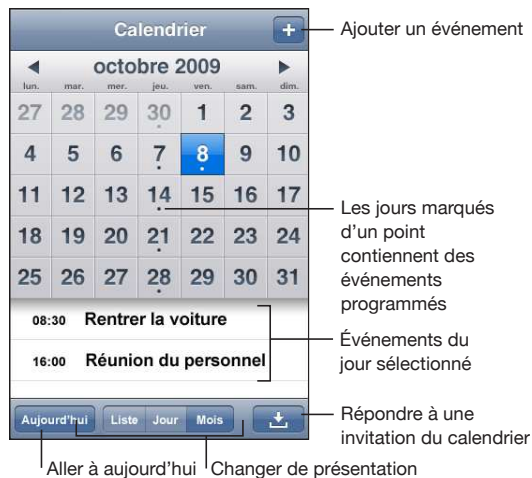 Calendrier
+
Ajouter un événement
octobre 2009
lun. mar. mer. jeu. ven. sam. dim.
27 28 29 30 1 2 3
4 5 6 7 8 9 10
11 12 13 14 15 16 17
18 19 20 21 22 23 24
25 26 27 28 29 30 31
Les jours marqués
d'un point
contiennent des
événements
programmés
08:30 Rentrer la voiture
16:00 Réunion du personnel
Événements du
jour sélectionné
Aujourd'hui Liste Jour Mois
Répondre à une
invitation du calendrier
Aller à aujourd'hui
Changer de présentation